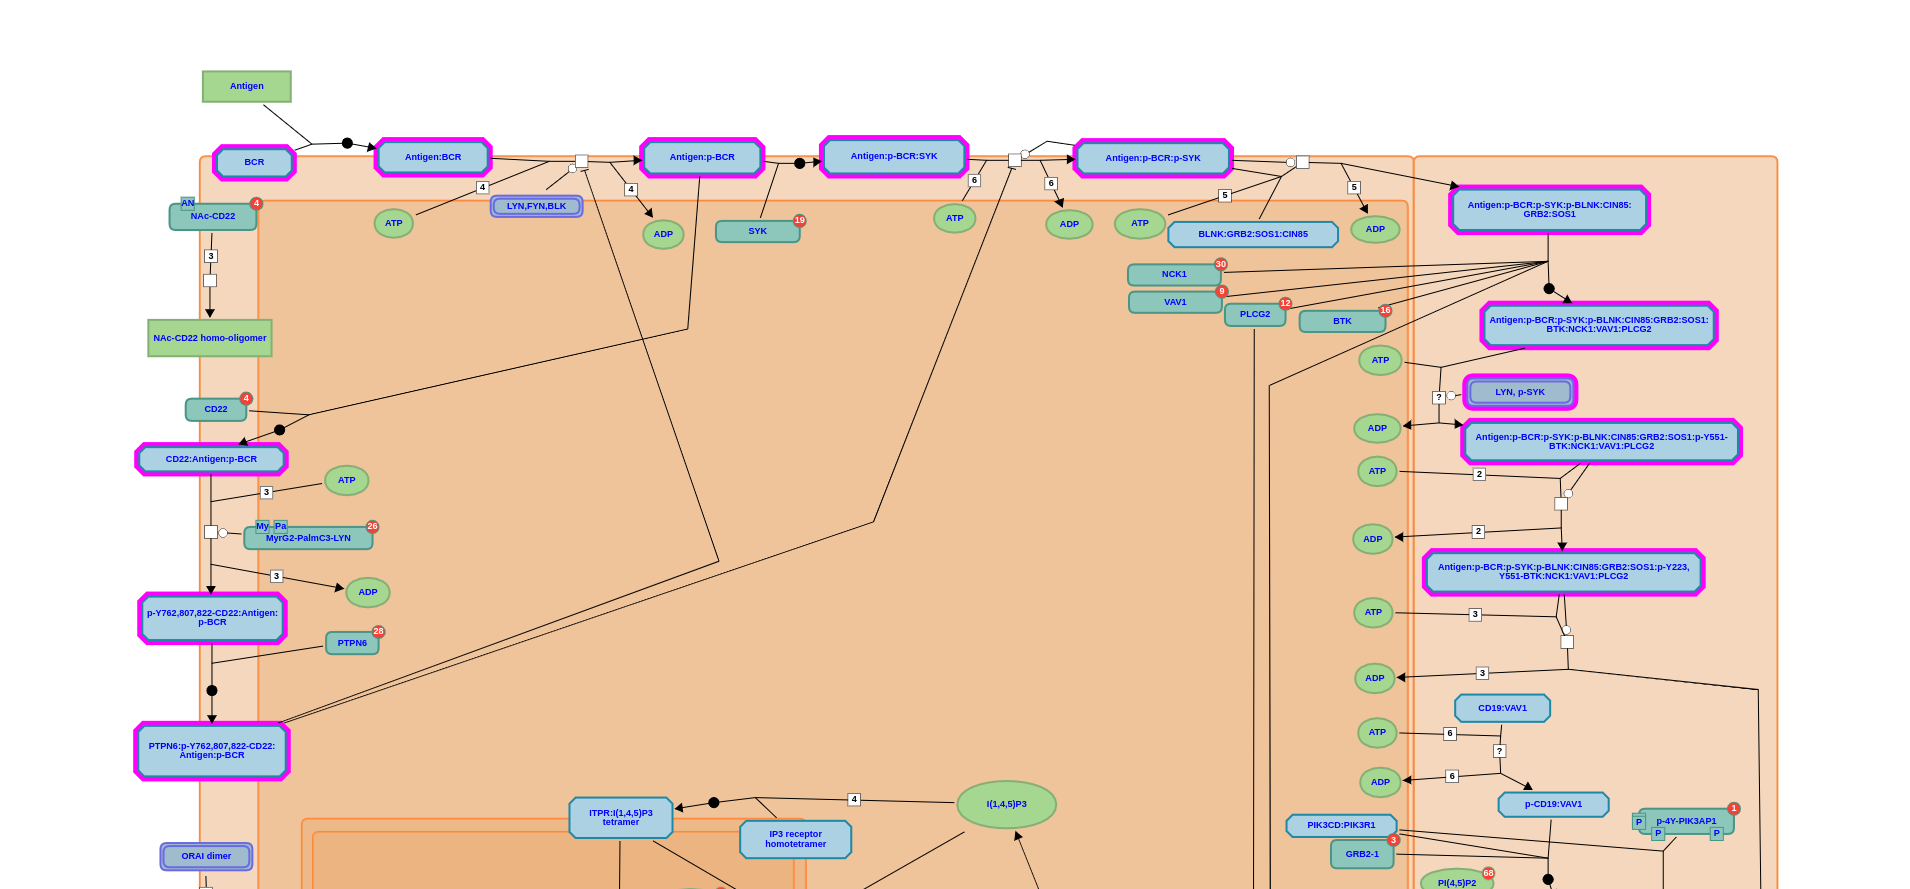 Antigen
BCR
Antigen:BCR
Antigen:p-BCR
Antigen:p-BCR:SYK
Antigen:p-BCR:p-SYK
4
LYN,FYN,BLK
4
ATP
ADP
SYK
19
6
6
ATP
ADP
5
5
ATP
BLNK:GRB2:SOS1:CIN85
ADP
Antigen:p-BCR:p-SYK:p-BLNK:CIN85:
GRB2:SOS1
AN
4
NAc-CD22
3
NAc-CD22 homo-oligomer
NCK1
30
VAV1
9
PLCG2
12
BTK
16
Antigen:p-BCR:p-SYK:p-BLNK:CIN85:GRB2:SOS1:
BTK:NCK1:VAV1:PLCG2
ATP
LYN, p-SYK
?
CD22
4
ADP
Antigen:p-BCR:p-SYK:p-BLNK:CIN85:GRB2:SOS1:p-Y551-
BTK:NCK1:VAV1:PLCG2
CD22:Antigen:p-BCR
ATP
3
ATP
2
My
Pa
26
MyrG2-PalmC3-LYN
2
ADP
3
ADP
Antigen:p-BCR:p-SYK:p-BLNK:CIN85:GRB2:SOS1:p-Y223,
Y551-BTK:NCK1:VAV1:PLCG2
p-Y762,807,822-CD22:Antigen:
p-BCR
PTPN6
28
ATP
3
ADP
3
CD19:VAV1
ATP
6
?
PTPN6:p-Y762,807,822-CD22:
Antigen:p-BCR
ADP
6
p-CD19:VAV1
ITPR:I(1,4,5)P3
tetramer
4
I(1,4,5)P3
IP3 receptor
homotetramer
PIK3CD:PIK3R1
1
p-4Y-PIK3AP1
P
P
P
GRB2-1
3
ORAI dimer
PI(4,5)P2
68